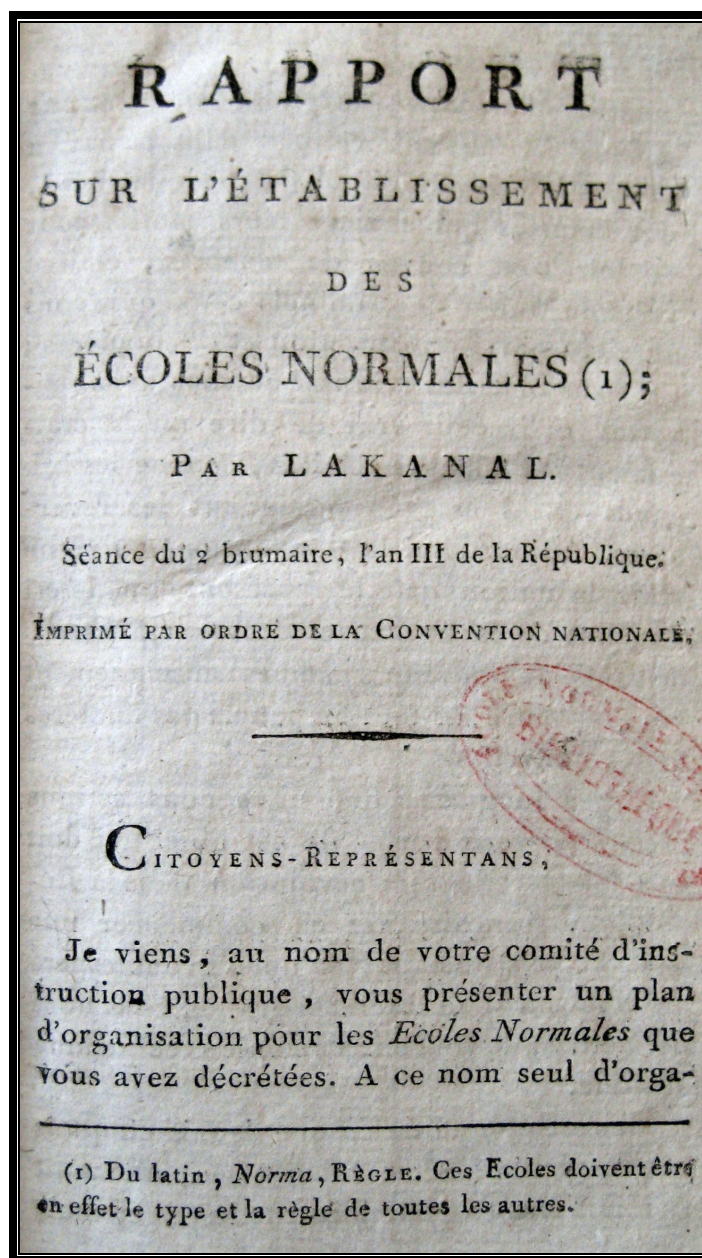 RAPPORT
SUR L'ÉTABLISSEMENT
DES
ÉCOLES NORMALES (1);
PAR LAKANAL.
Séance du 2 brumaire, l'an III de la République.
IMPRIMÉ PAR ORDRE DE LA CONVENTION NATIONALE,
ÉCOLE NORMALE
BIBLIOTHÈQUE
CITOYENS-REPRÉSENTANS,
Je viens, au nom de votre comité d'ins-
truction publique, vous présenter un plan
d'organisation pour les Ecoles Normales que
vous avez décrétées. A ce nom seul d'orga-
(1) Du latin, Norma, RÈGLE. Ces Ecoles doivent être
en effet le type et la règle de toutes les autres.